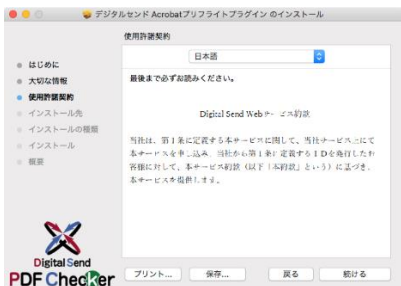 デジタルセンド Acrobatプリフライトプラグイン のインストール
使用許諾契約
日本語
はじめに
大切な情報
使用許諾契約
インストール先
インストールの種類
インストール
概要
最後まで必ずお読みください。
Digital Send Webサービス約款
当社は、第1条に定義する本サービスに関して、当社サービス上にて
本サービスを申し込み、当社から第1条に定義するIDを発行したお
客様に対して、本サービス約款（以下「本約款」という）に基づき、
本サービスを提供します。
Digital Send
PDF Checker
プリント...
保存...
戻る
続ける